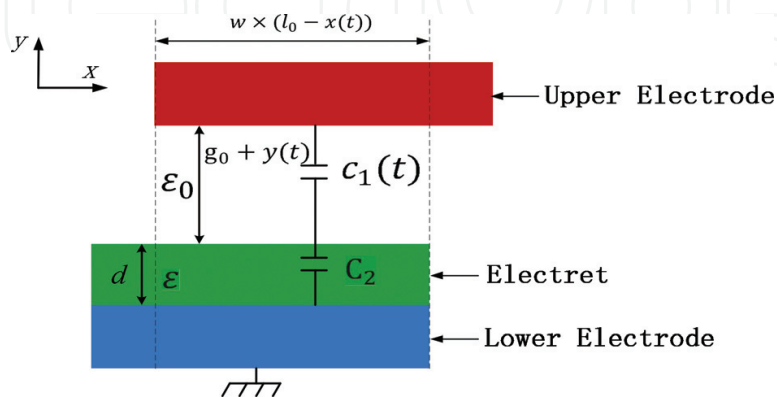 w × (l₀ − x(t))
y
x
Upper Electrode
g₀ + y(t)
ε₀
c₁(t)
d
ε
C₂
Electret
Lower Electrode